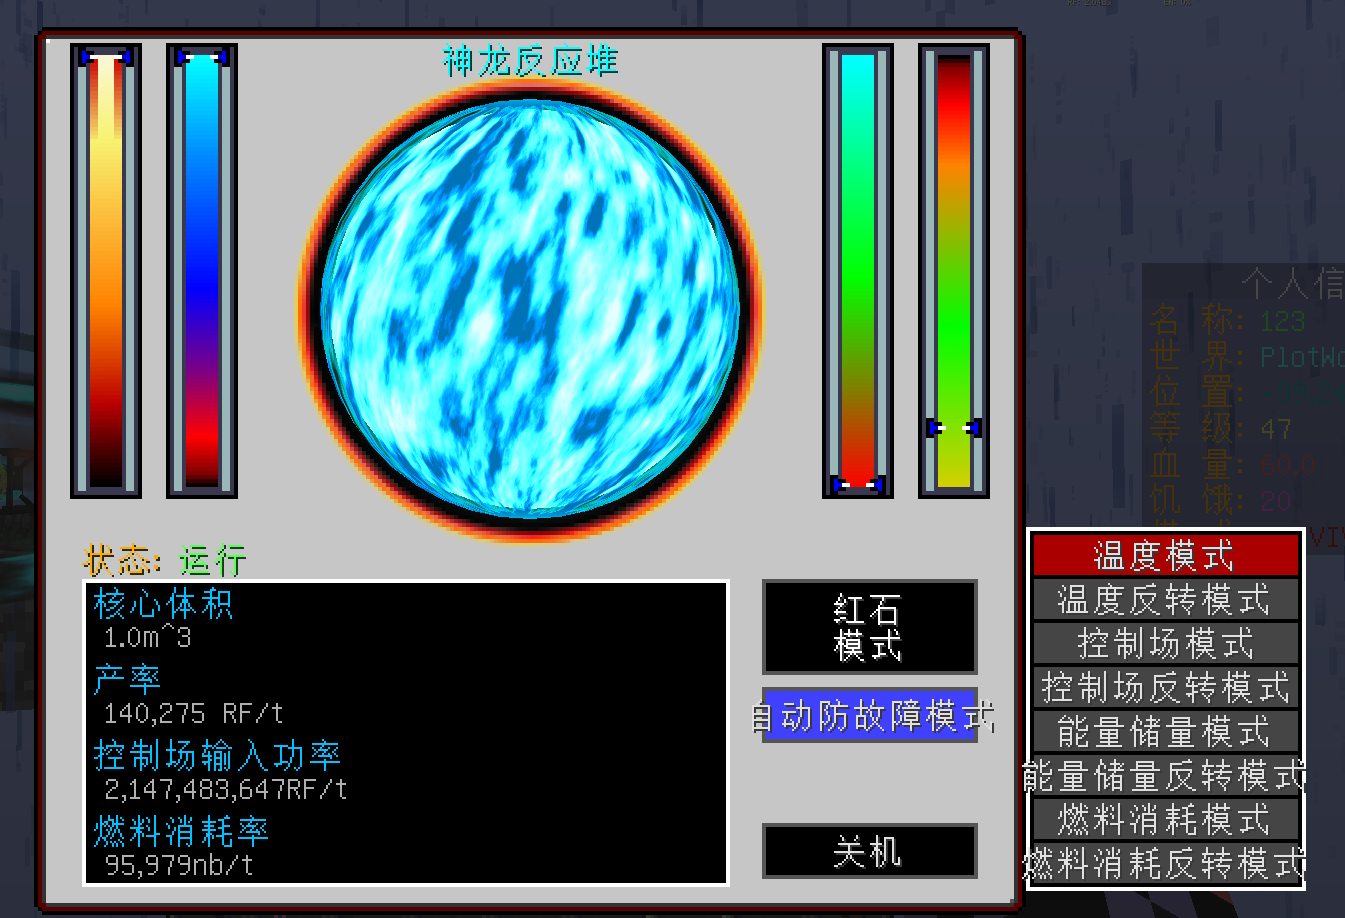 神龙反应堆
状态: 运行
核心体积
1.0m^3
产率
140,275 RF/t
控制场输入功率
2,147,483,647RF/t
燃料消耗率
95,979nb/t
红石
模式
自动防故障模式
关机
个人信
名 称: 123
世 界: PlotWo
位 置:
等 级: 47
血 量: 60.0
饥 饿: 20
温度模式
温度反转模式
控制场模式
控制场反转模式
能量储量模式
能量储量反转模式
燃料消耗模式
燃料消耗反转模式